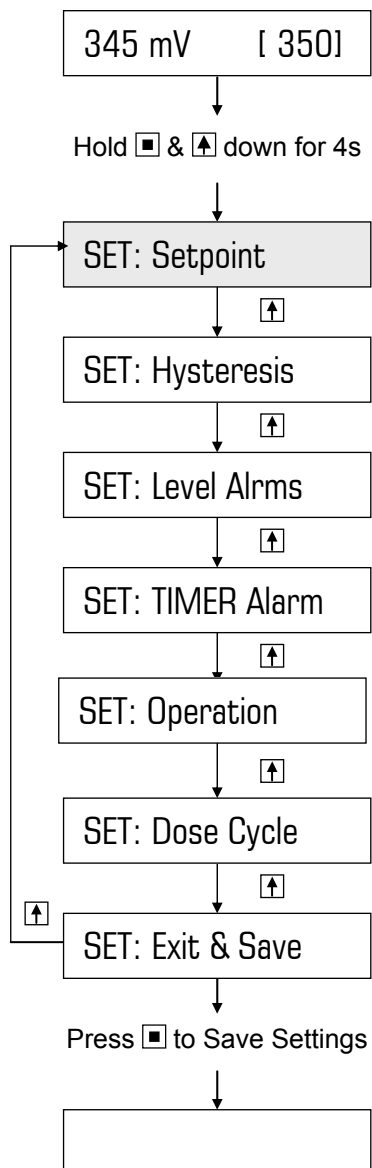 345 mV [ 350]
Hold & down for 4s
SET: Setpoint
SET: Hysteresis
SET: Level Alrms
SET: TIMER Alarm
SET: Operation
SET: Dose Cycle
SET: Exit & Save
Press to Save Settings